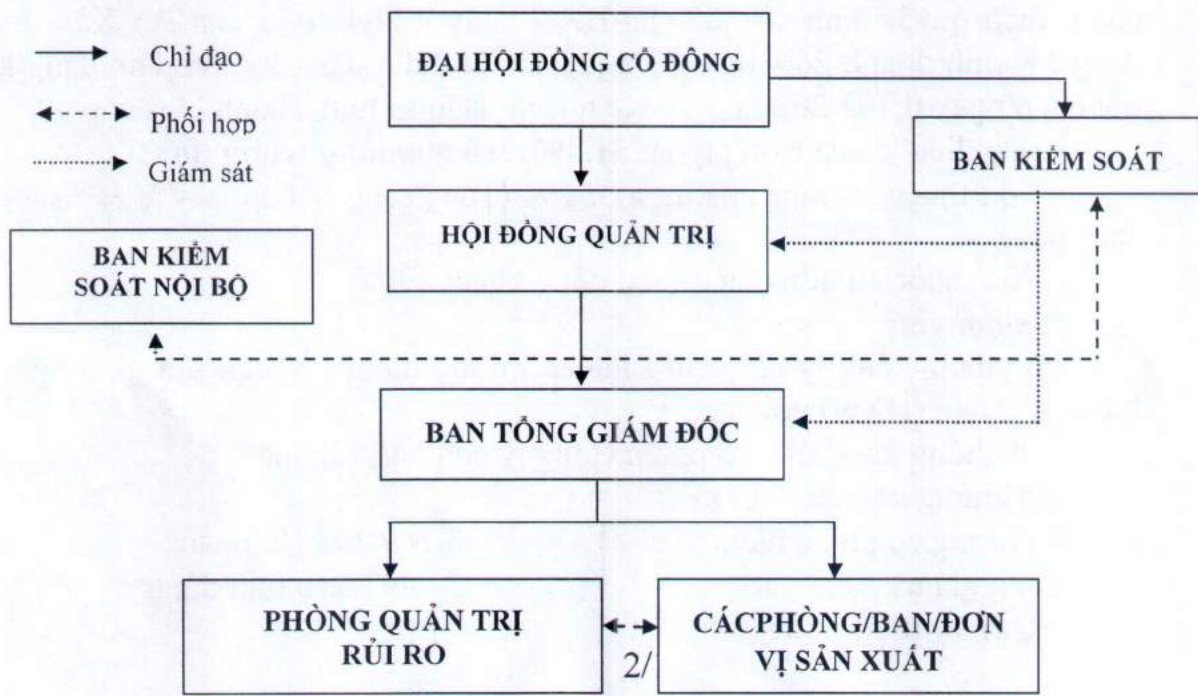 Chỉ đạo
Phối hợp
Giám sát
ĐẠI HỘI ĐỒNG CỔ ĐÔNG
BAN KIỂM SOÁT
HỘI ĐỒNG QUẢN TRỊ
BAN KIỂM
SOÁT NỘI BỘ
BAN TỔNG GIÁM ĐỐC
PHÒNG QUẢN TRỊ
RỦI RO
2/
CÁCPHÒNG/BAN/ĐƠN
VỊ SẢN XUẤT